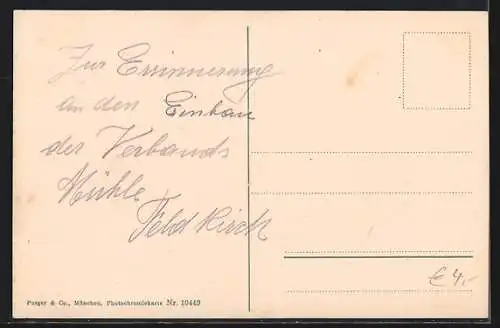 Zur Erinnerung
an den Einbau
der Verbands
Mühle
Feldkirch
€ 4,-
Purger & Co., München, Photochromiekarte Nr. 10449